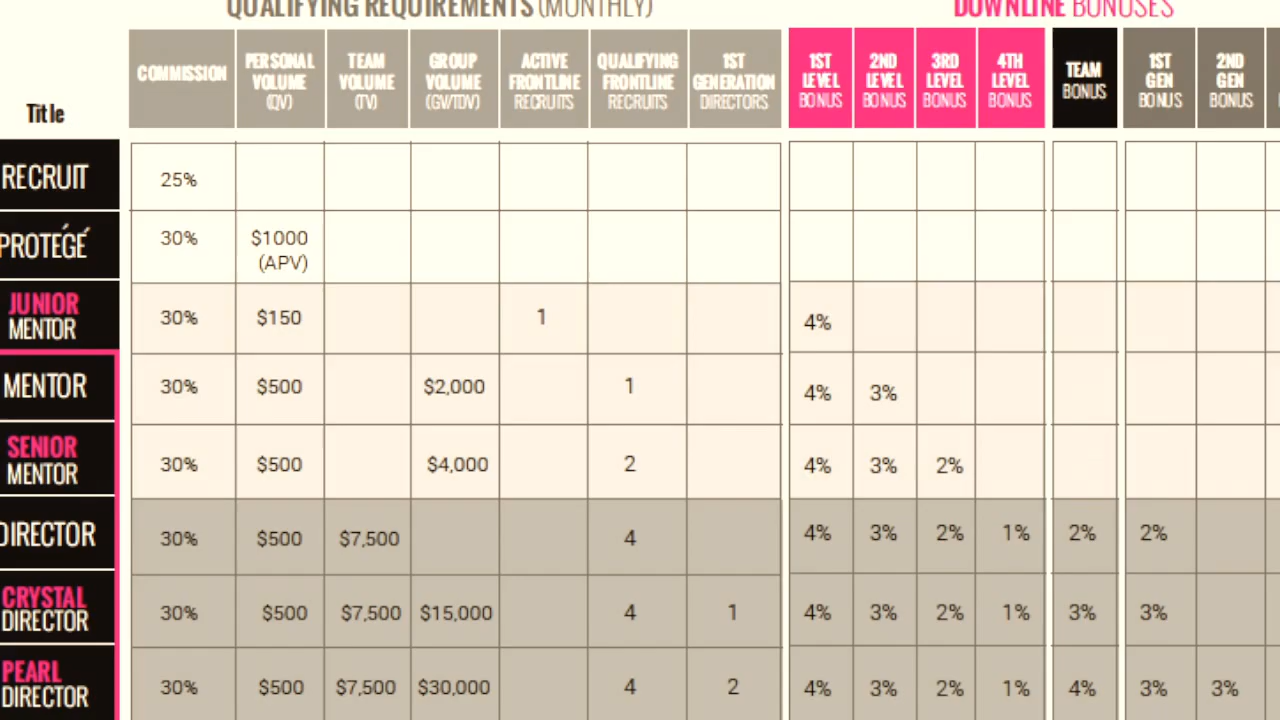 QUALIFYING REQUIREMENTS (MONTHLY) DOWNLINE BONUSES
Title COMMISSION PERSONAL VOLUME (QV) TEAM VOLUME (TV) GROUP VOLUME (GV/TDV) ACTIVE FRONTLINE RECRUITS QUALIFYING FRONTLINE RECRUITS 1ST GENERATION DIRECTORS 1ST LEVEL BONUS 2ND LEVEL BONUS 3RD LEVEL BONUS 4TH LEVEL BONUS TEAM BONUS 1ST GEN BONUS 2ND GEN BONUS
RECRUIT 25%
PROTÉGÉ 30% $1000 (APV)
JUNIOR MENTOR 30% $150 1 4%
MENTOR 30% $500 $2,000 1 4% 3%
SENIOR MENTOR 30% $500 $4,000 2 4% 3% 2%
DIRECTOR 30% $500 $7,500 4 4% 3% 2% 1% 2% 2%
CRYSTAL DIRECTOR 30% $500 $7,500 $15,000 4 1 4% 3% 2% 1% 3% 3%
PEARL DIRECTOR 30% $500 $7,500 $30,000 4 2 4% 3% 2% 1% 4% 3% 3%